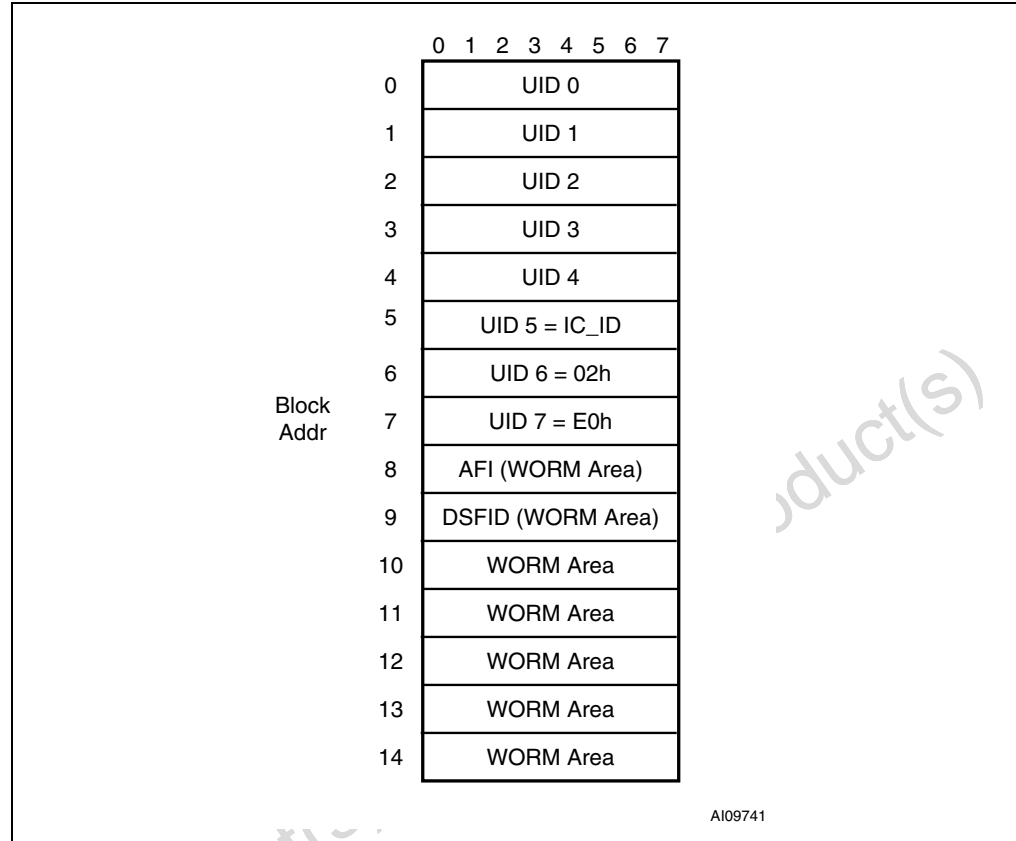 0 1 2 3 4 5 6 7
0 UID 0
1 UID 1
2 UID 2
3 UID 3
4 UID 4
5 UID 5 = IC_ID
6 UID 6 = 02h
Block
Addr
7 UID 7 = E0h
8 AFI (WORM Area)
9 DSFID (WORM Area)
10 WORM Area
11 WORM Area
12 WORM Area
13 WORM Area
14 WORM Area
AI09741